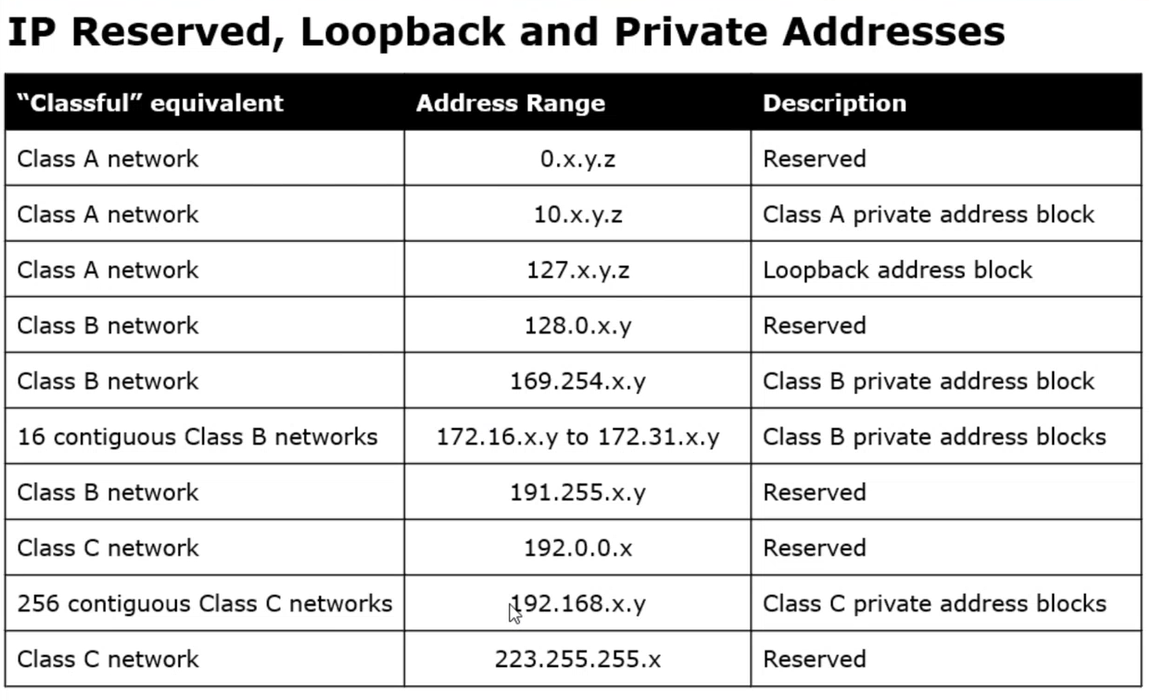 IP Reserved, Loopback and Private Addresses
“Classful” equivalent Address Range Description
Class A network 0.x.y.z Reserved
Class A network 10.x.y.z Class A private address block
Class A network 127.x.y.z Loopback address block
Class B network 128.0.x.y Reserved
Class B network 169.254.x.y Class B private address block
16 contiguous Class B networks 172.16.x.y to 172.31.x.y Class B private address blocks
Class B network 191.255.x.y Reserved
Class C network 192.0.0.x Reserved
256 contiguous Class C networks 192.168.x.y Class C private address blocks
Class C network 223.255.255.x Reserved